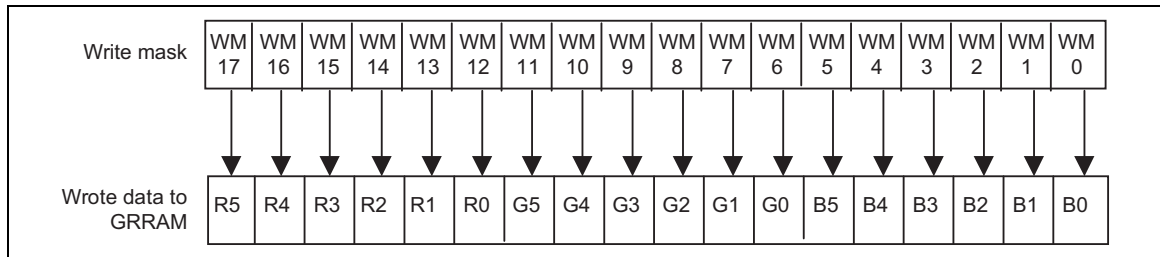 Write mask
WM WM WM WM WM WM WM WM WM WM WM WM WM WM WM WM WM WM
17 16 15 14 13 12 11 10 9 8 7 6 5 4 3 2 1 0
Wrote data to
GRRAM
R5 R4 R3 R2 R1 R0 G5 G4 G3 G2 G1 G0 B5 B4 B3 B2 B1 B0